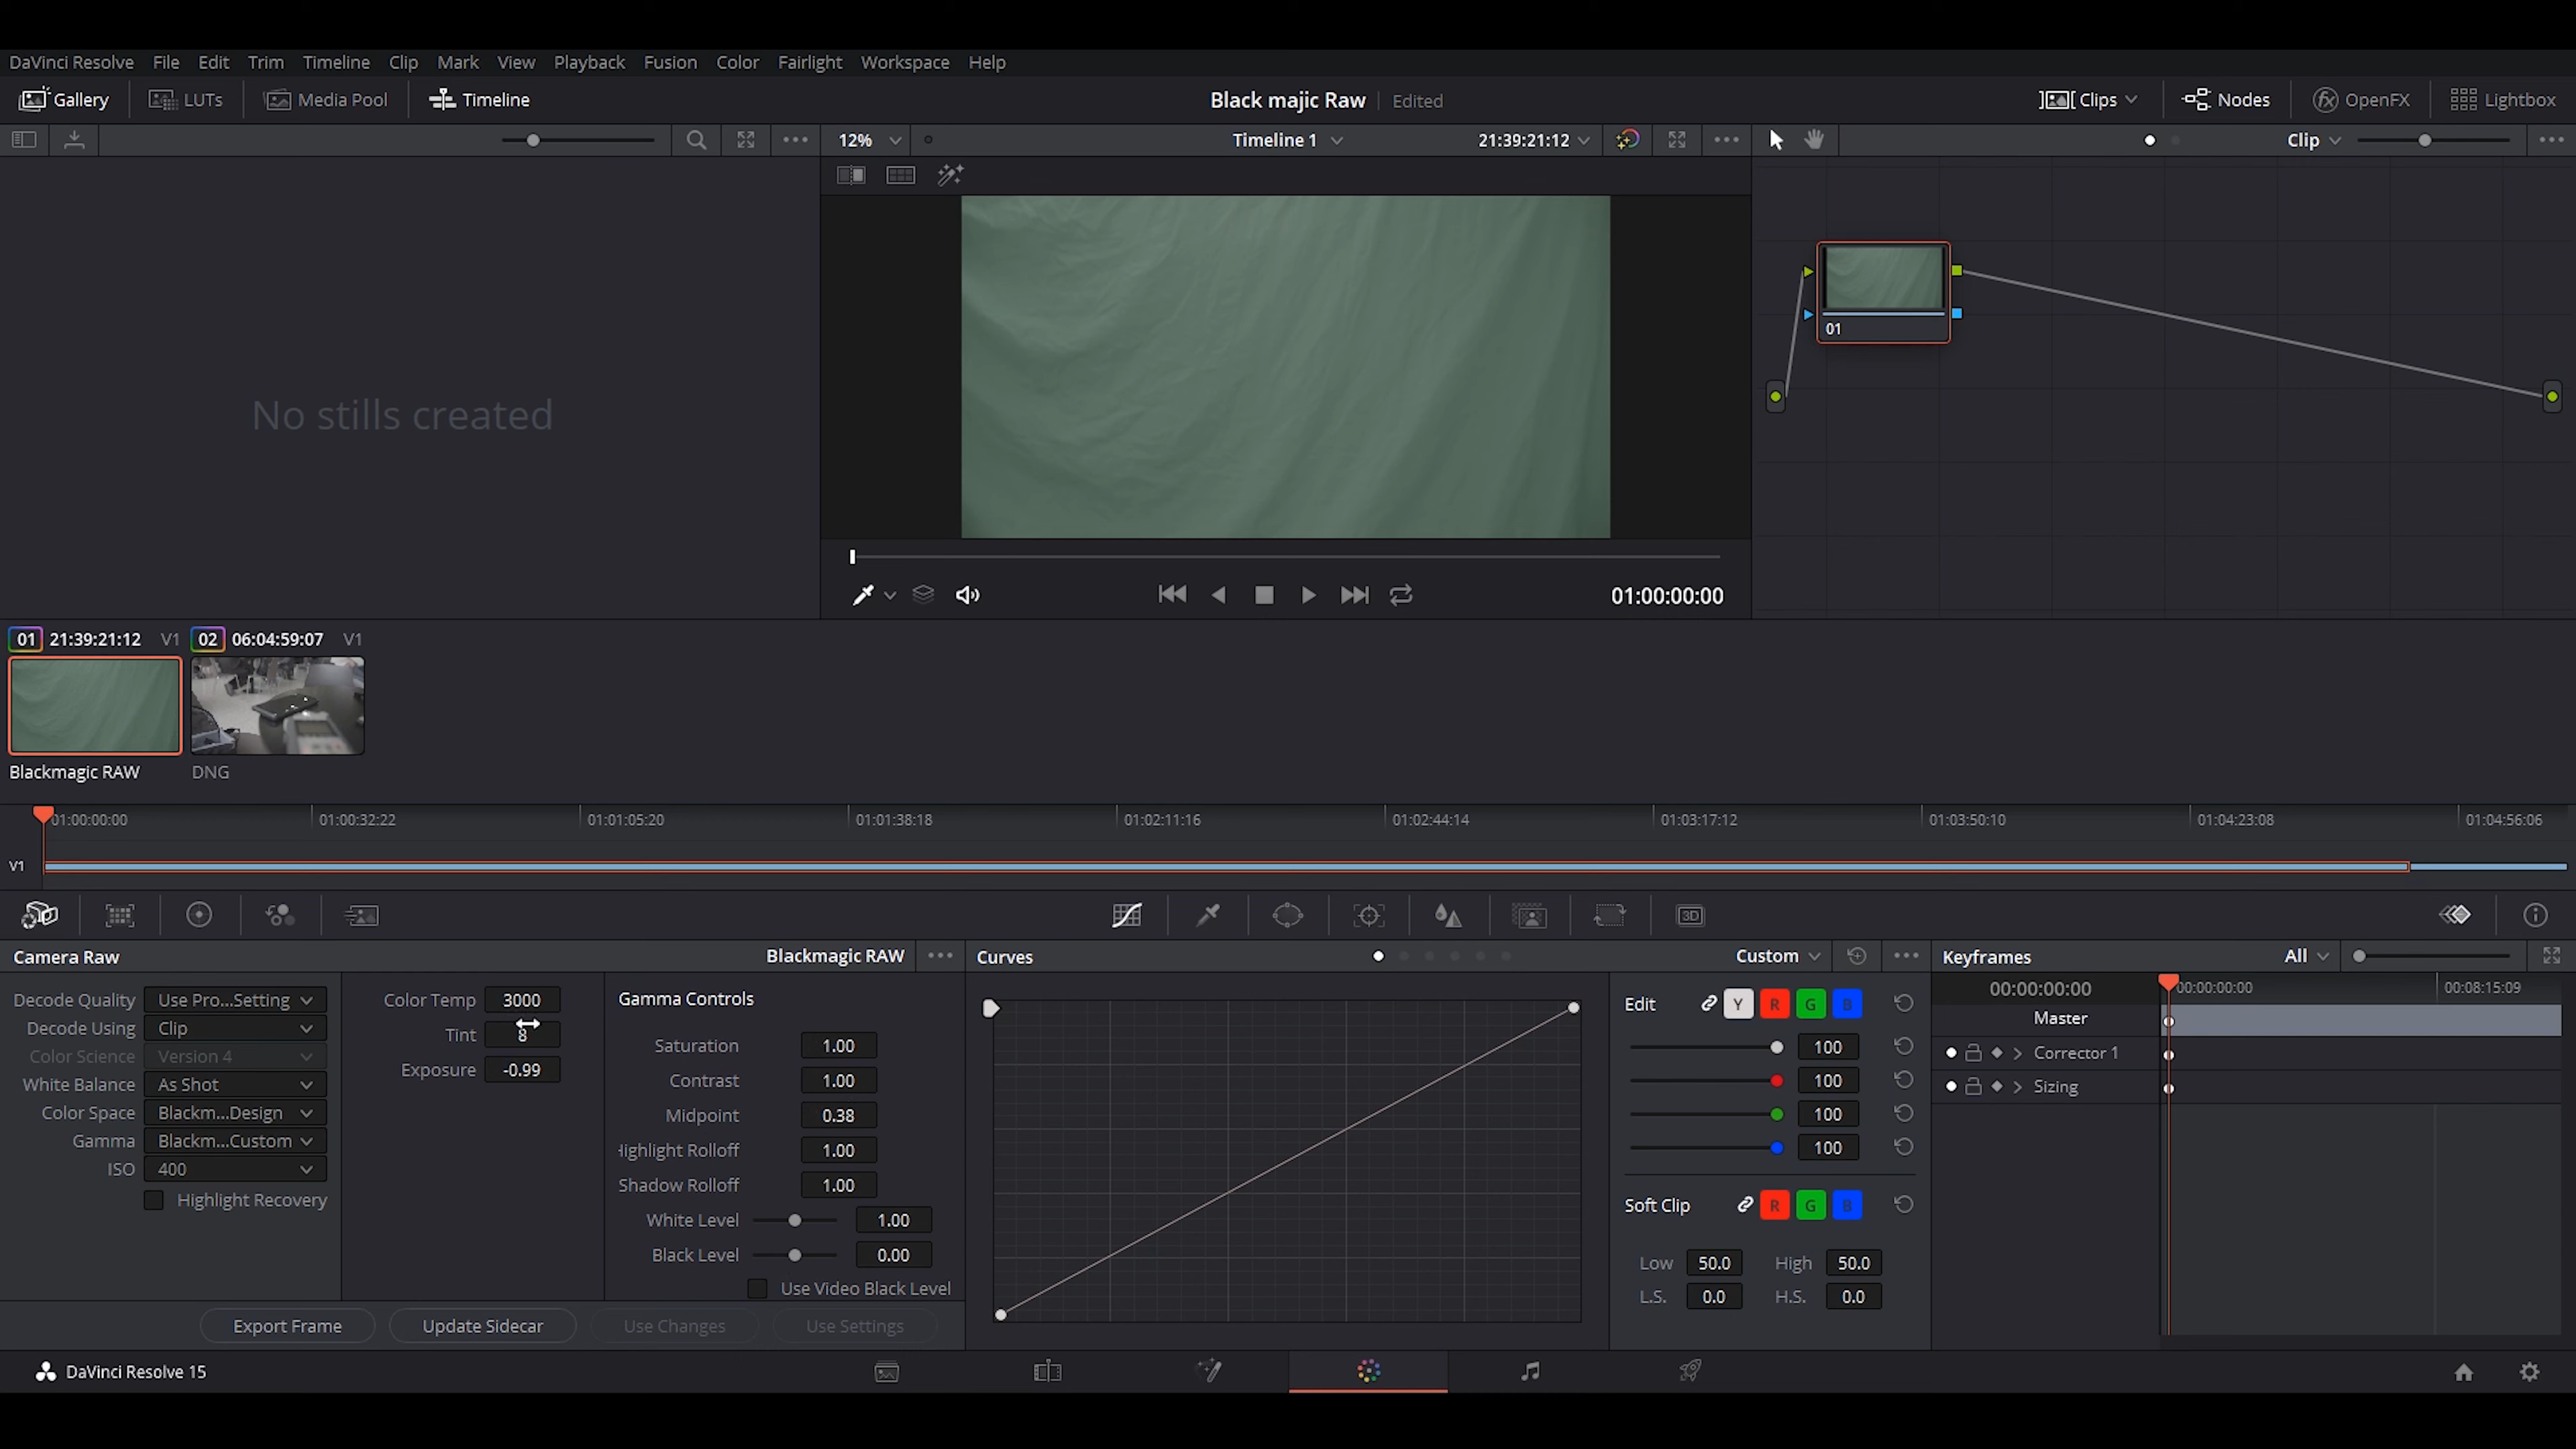 DaVinci Resolve File Edit Trim Timeline Clip Mark View Playback Fusion Color Fairlight Workspace Help
Gallery LUTs Media Pool Timeline Black majic Raw Edited Clips Nodes OpenFX Lightbox
12% Timeline 1 21:39:21:12 Clip
No stills created
01
01:00:00:00
01 21:39:21:12 V1 02 06:04:59:07 V1
Blackmagic RAW DNG
01:00:00:00 01:00:32:22 01:01:05:20 01:01:38:18 01:02:11:16 01:02:44:14 01:03:17:12 01:03:50:10 01:04:23:08 01:04:56:06
V1
3D
Camera Raw Blackmagic RAW Curves Custom Keyframes All
Decode Quality Use Pro...Setting
Decode Using Clip
Color Science Version 4
White Balance As Shot
Color Space Blackm...Design
Gamma Blackm...Custom
ISO 400
Highlight Recovery
Color Temp 3000
Tint 8
Exposure -0.99
Gamma Controls
Saturation 1.00
Contrast 1.00
Midpoint 0.38
Highlight Rolloff 1.00
Shadow Rolloff 1.00
White Level 1.00
Black Level 0.00
Use Video Black Level
Export Frame Update Sidecar Use Changes Use Settings
Edit Y R G B
100
100
100
100
Soft Clip R G B
Low 50.0 High 50.0
L.S. 0.0 H.S. 0.0
00:00:00:00 00:00:00:00 00:08:15:09
Master
Corrector 1
Sizing
DaVinci Resolve 15